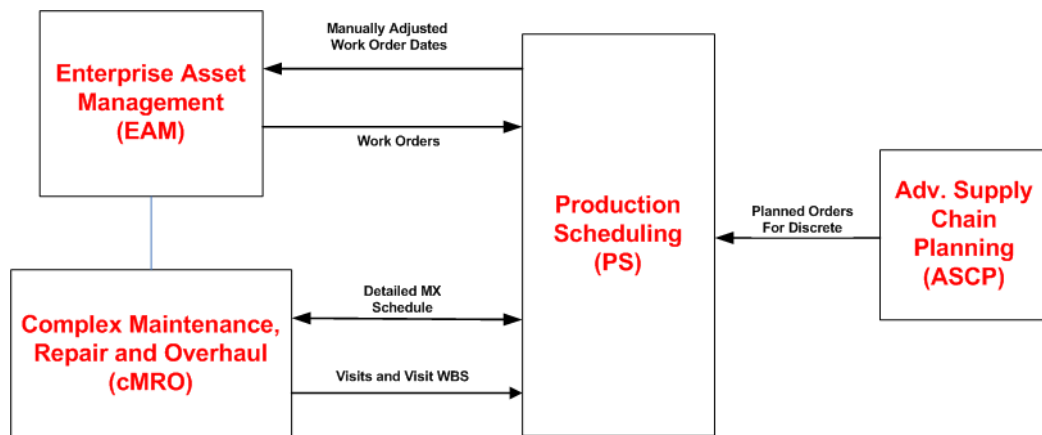 Manually Adjusted
Work Order Dates
Enterprise Asset
Management
(EAM)
Work Orders
Production
Scheduling
(PS)
Planned Orders
For Discrete
Adv. Supply
Chain
Planning
(ASCP)
Detailed MX
Schedule
Complex Maintenance,
Repair and Overhaul
(cMRO)
Visits and Visit WBS